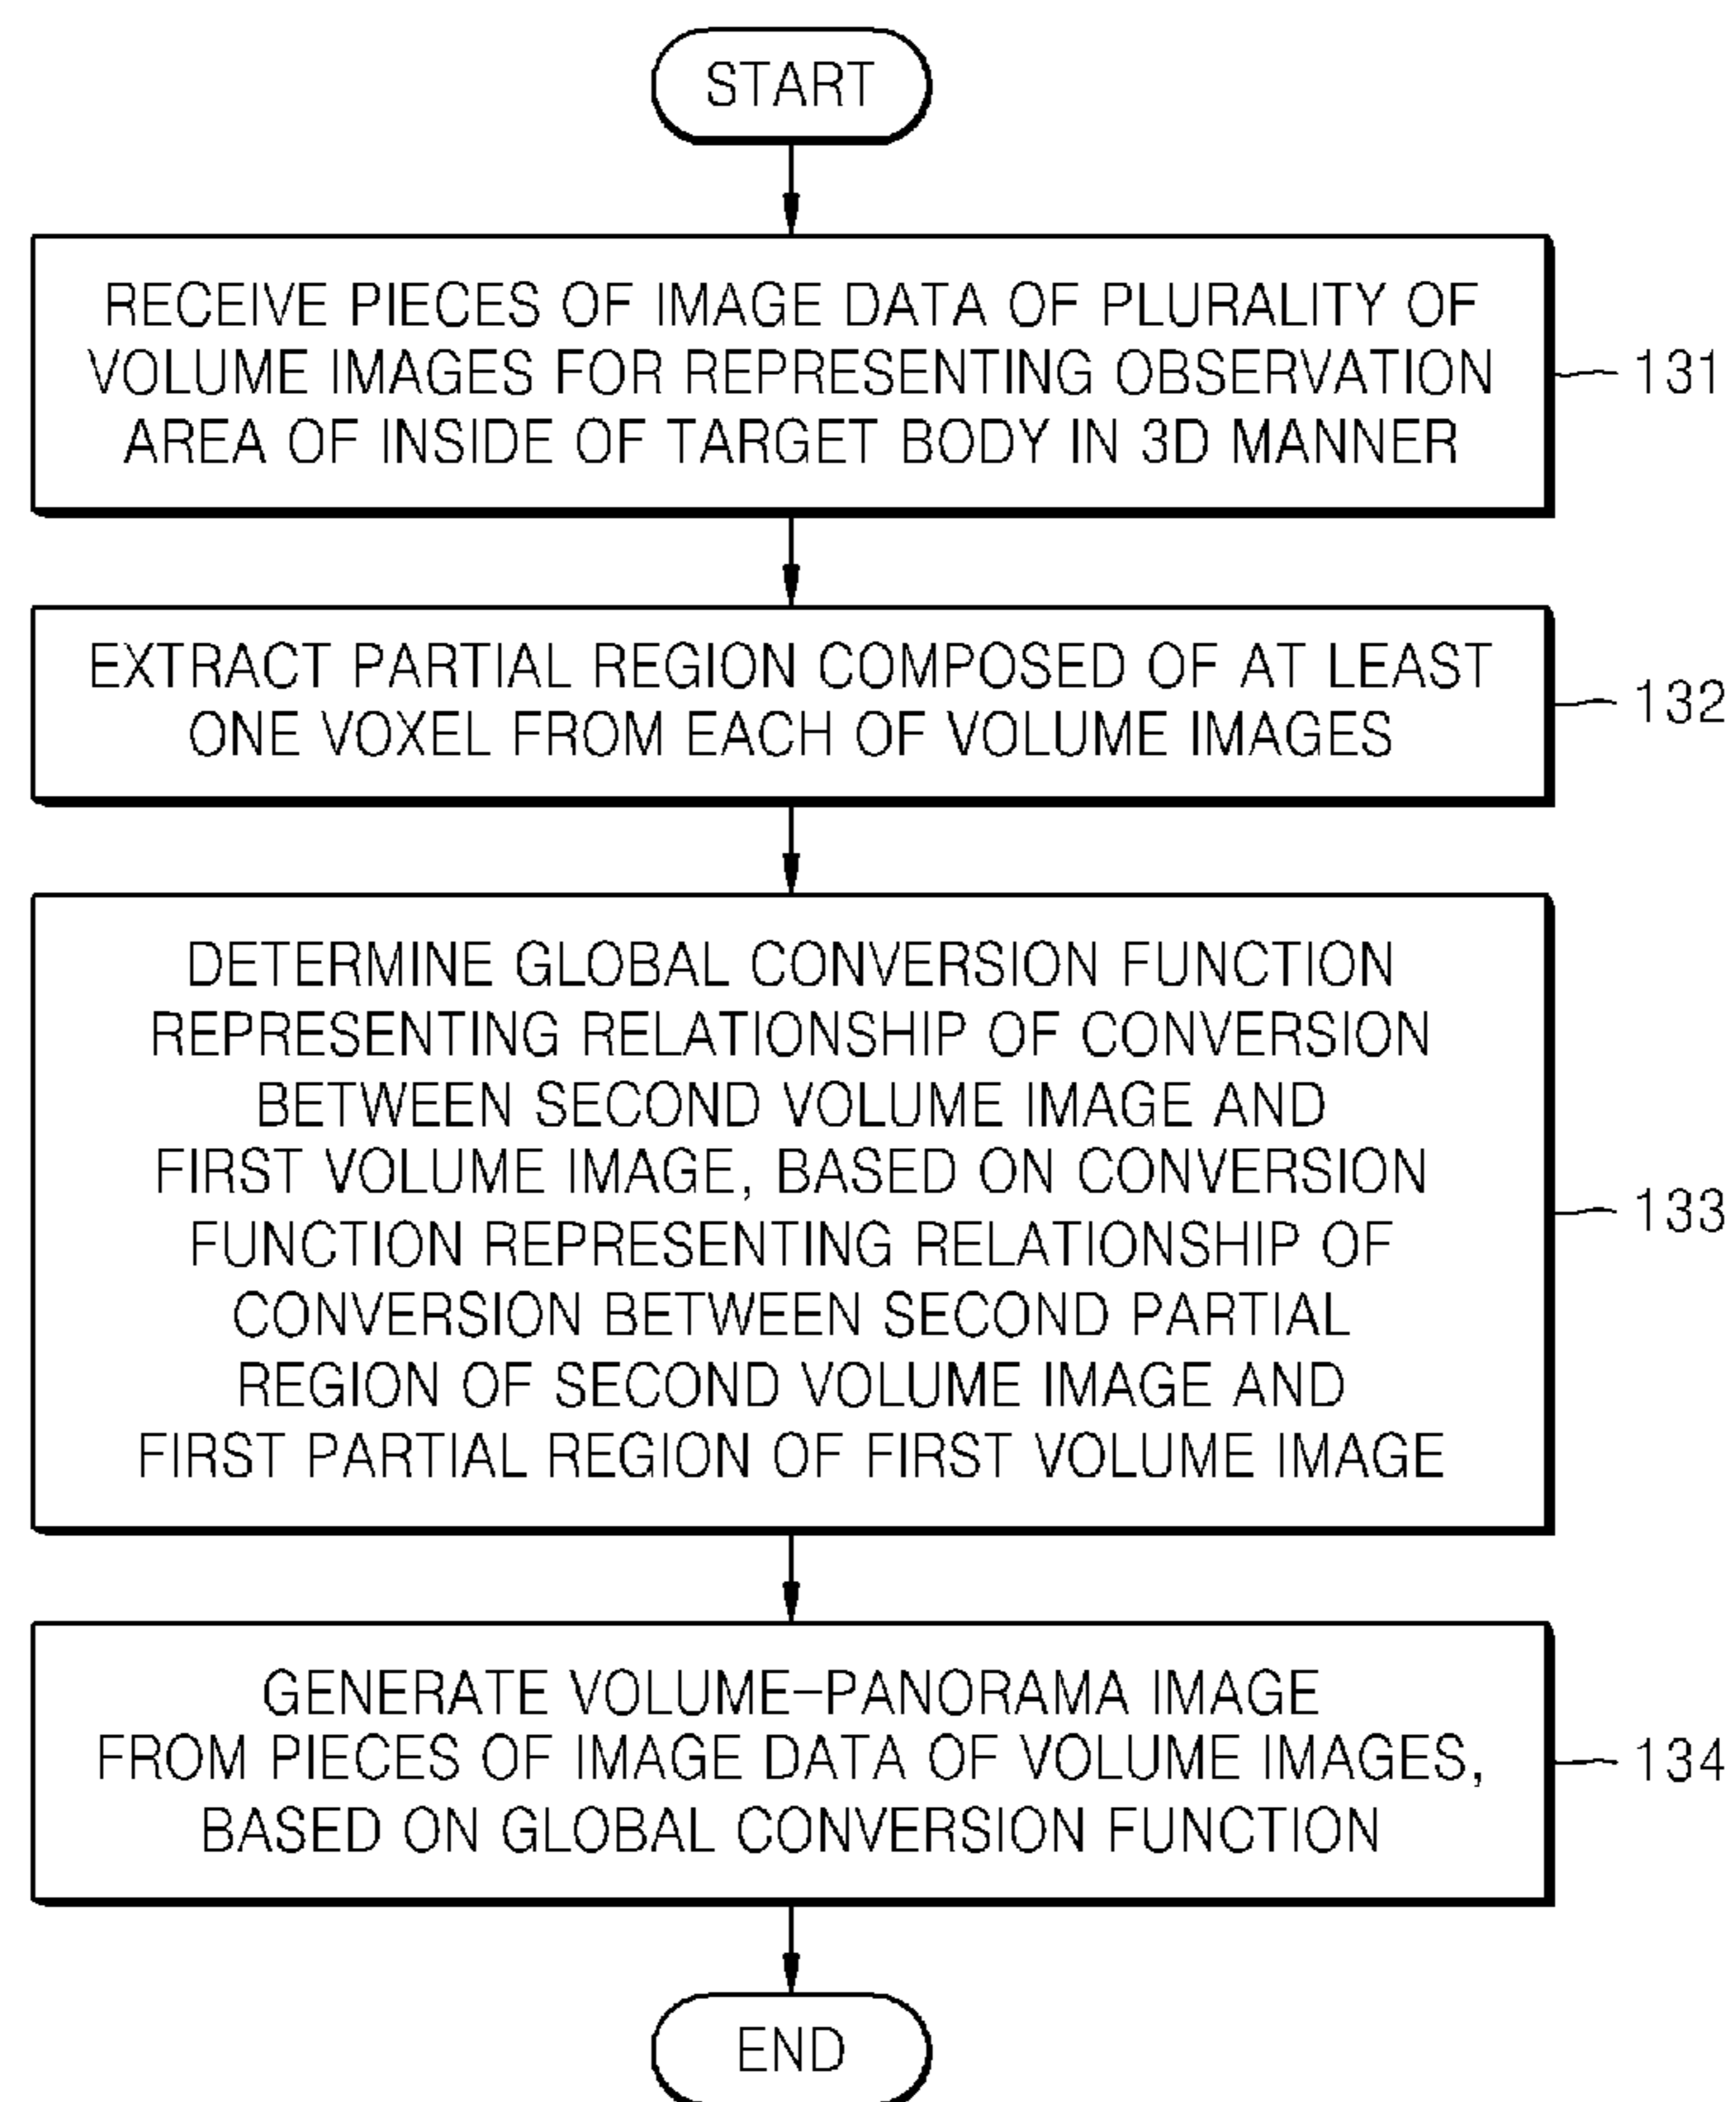 START
RECEIVE PIECES OF IMAGE DATA OF PLURALITY OF
VOLUME IMAGES FOR REPRESENTING OBSERVATION
AREA OF INSIDE OF TARGET BODY IN 3D MANNER
131
EXTRACT PARTIAL REGION COMPOSED OF AT LEAST
ONE VOXEL FROM EACH OF VOLUME IMAGES
132
DETERMINE GLOBAL CONVERSION FUNCTION
REPRESENTING RELATIONSHIP OF CONVERSION
BETWEEN SECOND VOLUME IMAGE AND
FIRST VOLUME IMAGE, BASED ON CONVERSION
FUNCTION REPRESENTING RELATIONSHIP OF
CONVERSION BETWEEN SECOND PARTIAL
REGION OF SECOND VOLUME IMAGE AND
FIRST PARTIAL REGION OF FIRST VOLUME IMAGE
133
GENERATE VOLUME-PANORAMA IMAGE
FROM PIECES OF IMAGE DATA OF VOLUME IMAGES,
BASED ON GLOBAL CONVERSION FUNCTION
134
END